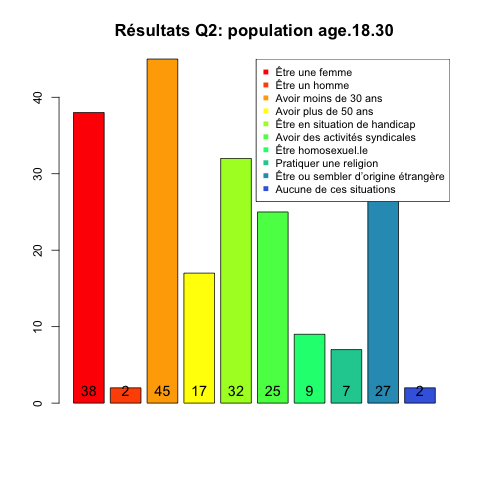 Résultats Q2: population age.18.30
Être une femme
Être un homme
Avoir moins de 30 ans
Avoir plus de 50 ans
Être en situation de handicap
Avoir des activités syndicales
Être homosexuel.le
Pratiquer une religion
Être ou sembler d'origine étrangère
Aucune de ces situations
40
30
20
10
0
38 2 45 17 32 25 9 7 27 2